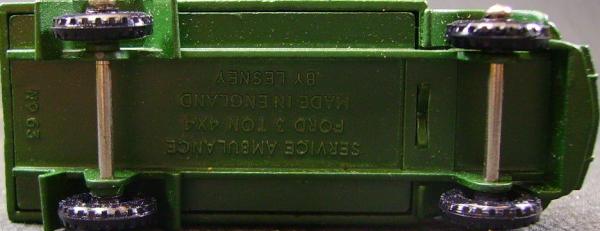 SERVICE AMBULANCE
FORD 3 TON 4X4
MADE IN ENGLAND
BY LESNEY
Nº 63